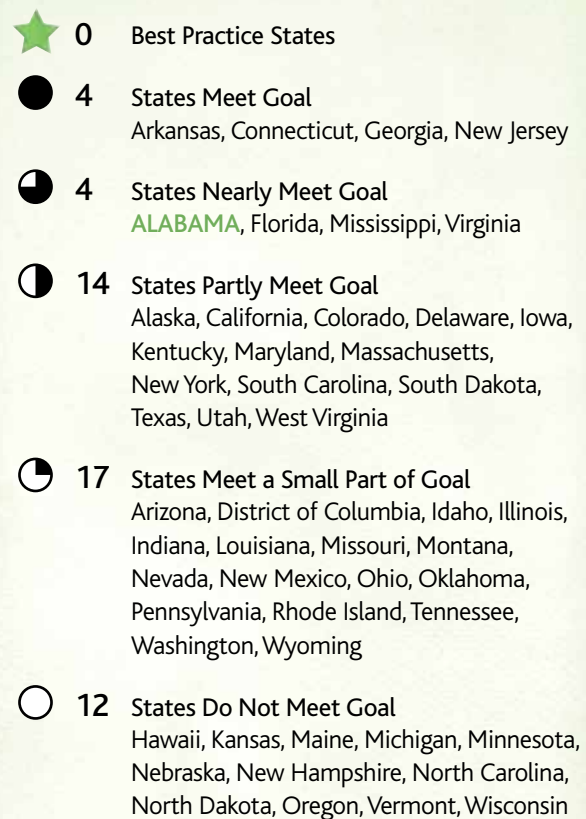 0 Best Practice States
4 States Meet Goal
Arkansas, Connecticut, Georgia, New Jersey
4 States Nearly Meet Goal
ALABAMA, Florida, Mississippi, Virginia
14 States Partly Meet Goal
Alaska, California, Colorado, Delaware, Iowa,
Kentucky, Maryland, Massachusetts,
New York, South Carolina, South Dakota,
Texas, Utah, West Virginia
17 States Meet a Small Part of Goal
Arizona, District of Columbia, Idaho, Illinois,
Indiana, Louisiana, Missouri, Montana,
Nevada, New Mexico, Ohio, Oklahoma,
Pennsylvania, Rhode Island, Tennessee,
Washington, Wyoming
12 States Do Not Meet Goal
Hawaii, Kansas, Maine, Michigan, Minnesota,
Nebraska, New Hampshire, North Carolina,
North Dakota, Oregon, Vermont, Wisconsin